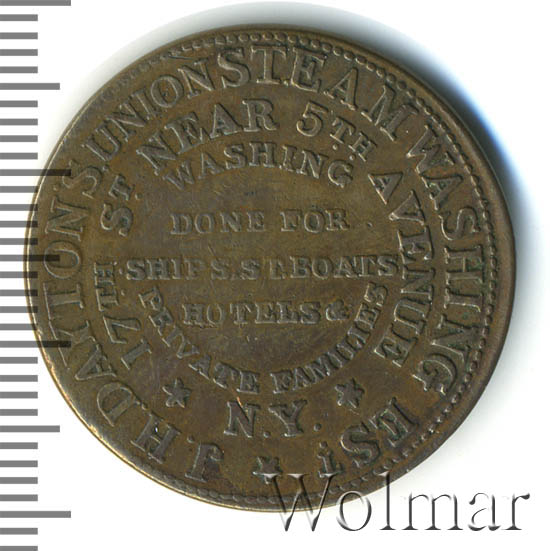 J.H. DAYTON'S. UNION STEAM WASHING EST
17TH ST. NEAR 5TH AVENUE
N.Y.
WASHING
DONE FOR
SHIPS. ST. BOATS
HOTELS &
PRIVATE FAMILIES
Wolmar